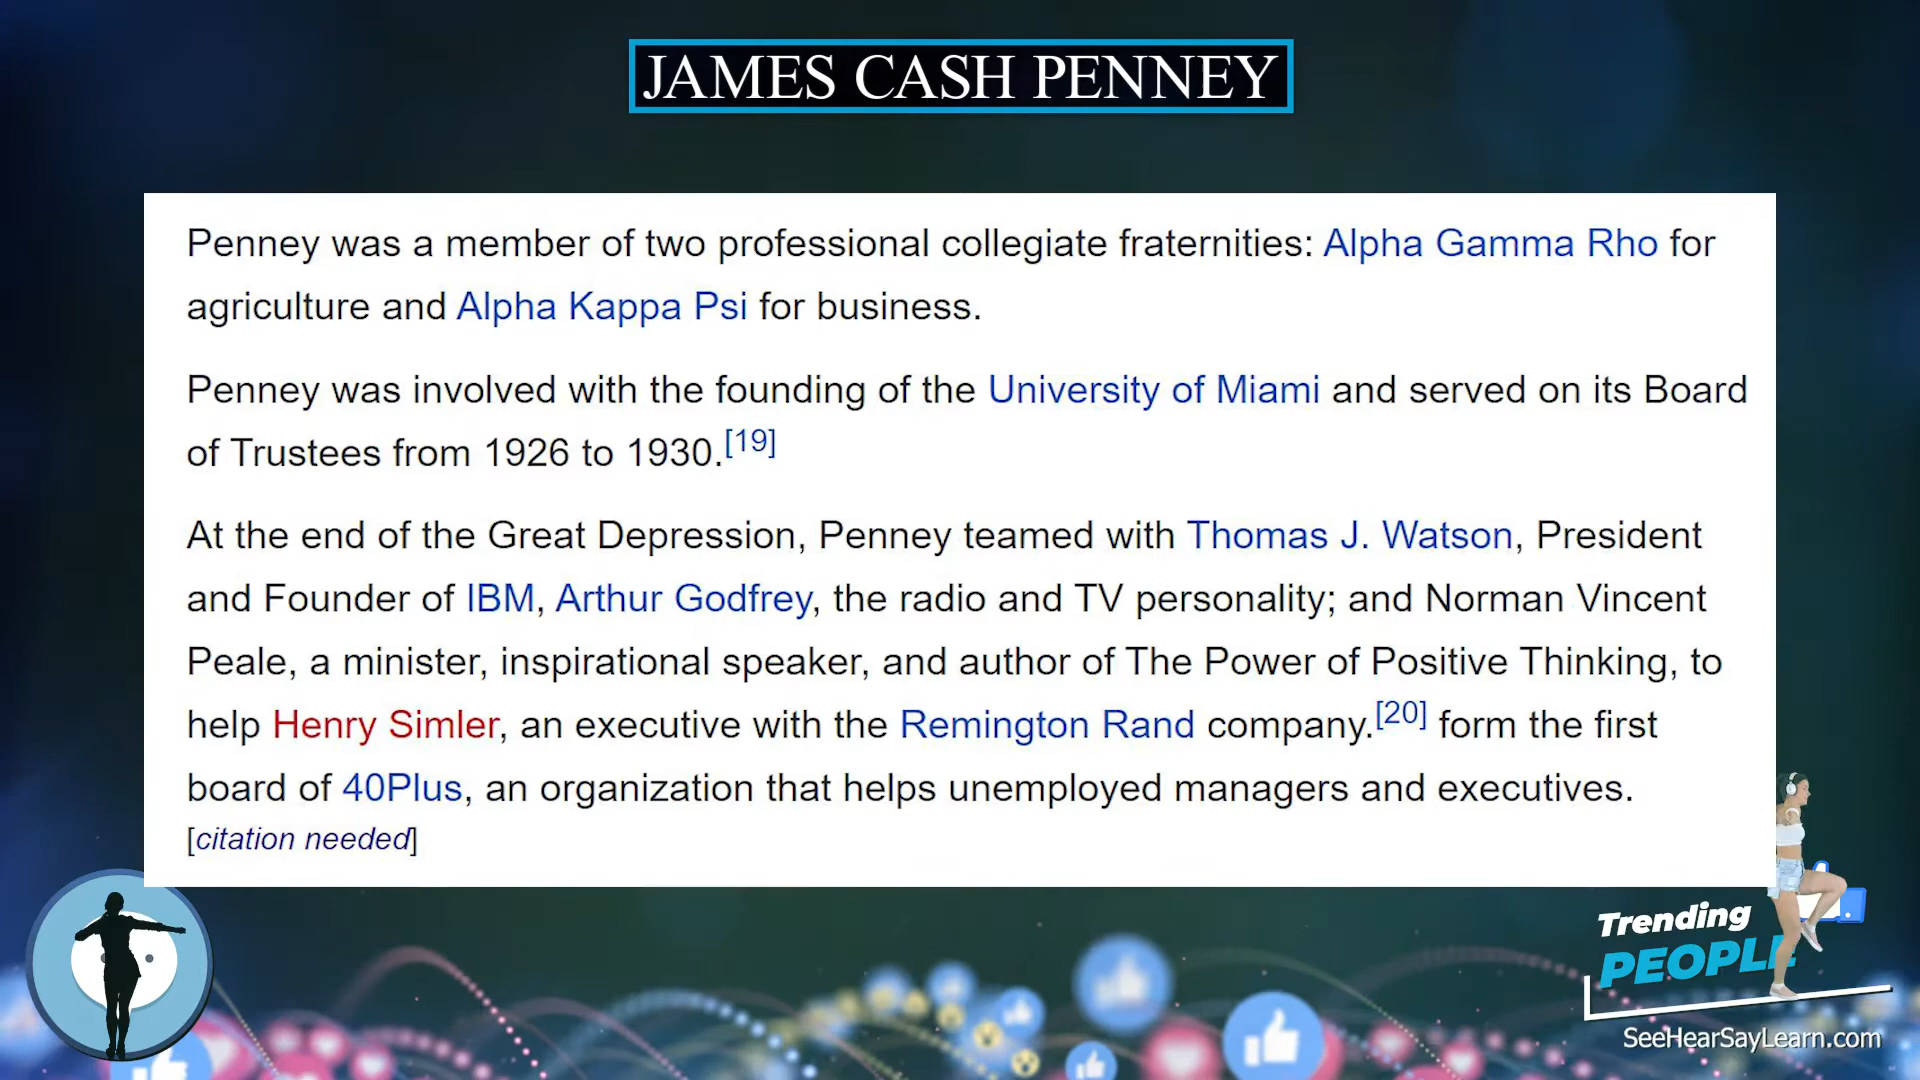 JAMES CASH PENNEY
Penney was a member of two professional collegiate fraternities: Alpha Gamma Rho for
agriculture and Alpha Kappa Psi for business.
Penney was involved with the founding of the University of Miami and served on its Board
of Trustees from 1926 to 1930.[19]
At the end of the Great Depression, Penney teamed with Thomas J. Watson, President
and Founder of IBM, Arthur Godfrey, the radio and TV personality; and Norman Vincent
Peale, a minister, inspirational speaker, and author of The Power of Positive Thinking, to
help Henry Simler, an executive with the Remington Rand company.[20] form the first
board of 40Plus, an organization that helps unemployed managers and executives.
[citation needed]
Trending
PEOPLE
SeeHearSayLearn.com